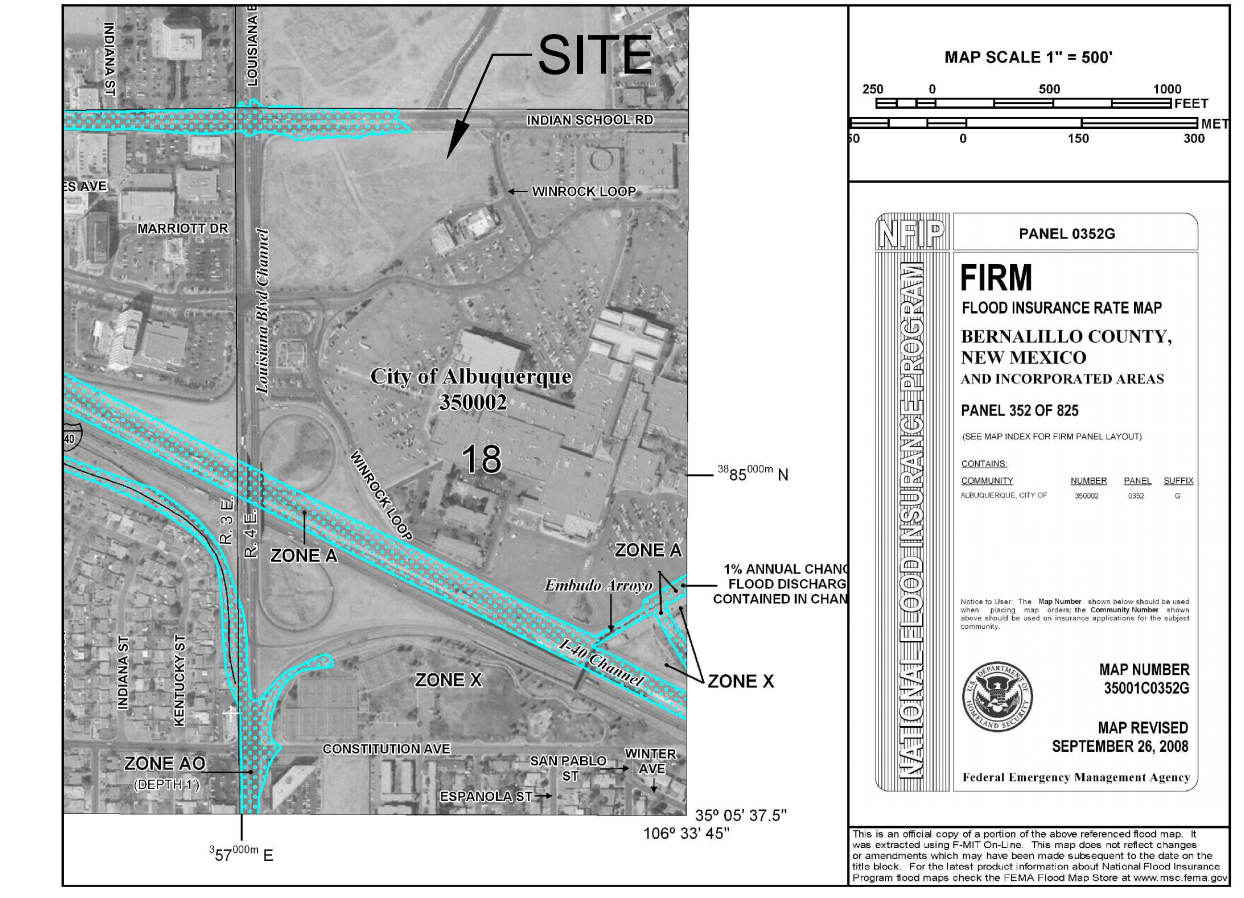 INDIANA ST
LOUISIANA B
SITE
INDIAN SCHOOL RD
ES AVE
WINROCK LOOP
MARRIOTT DR
Louisiana Blvd Channel
City of Albuquerque
350002
18
40
WINROCK LOOP
3885000m N
R. 3 E.
R. 4 E.
ZONE A
ZONE A
1% ANNUAL CHANC
FLOOD DISCHARG
CONTAINED IN CHAN
Embudo Arroyo
I-40 Channel
ZONE X
ZONE X
INDIANA ST
KENTUCKY ST
CONSTITUTION AVE
ZONE AO
(DEPTH 1')
SAN PABLO
ST
WINTER
AVE
ESPANOLA ST
35º 05' 37.5"
106º 33' 45"
357000m E
MAP SCALE 1" = 500'
250 0 500 1000
FEET
MET
50 0 150 300
NFIP
NATIONAL FLOOD INSURANCE PROGRAM
PANEL 0352G
FIRM
FLOOD INSURANCE RATE MAP
BERNALILLO COUNTY,
NEW MEXICO
AND INCORPORATED AREAS
PANEL 352 OF 825
(SEE MAP INDEX FOR FIRM PANEL LAYOUT)
CONTAINS:
COMMUNITY NUMBER PANEL SUFFIX
ALBUQUERQUE, CITY OF 350002 0352 G
Notice to User: The Map Number shown below should be used
when placing map orders; the Community Number shown
above should be used on insurance applications for the subject
community.
U.S. DEPARTMENT OF HOMELAND SECURITY
MAP NUMBER
35001C0352G
MAP REVISED
SEPTEMBER 26, 2008
Federal Emergency Management Agency
This is an official copy of a portion of the above referenced flood map. It
was extracted using F-MIT On-Line. This map does not reflect changes
or amendments which may have been made subsequent to the date on the
title block. For the latest product information about National Flood Insurance
Program flood maps check the FEMA Flood Map Store at www.msc.fema.gov